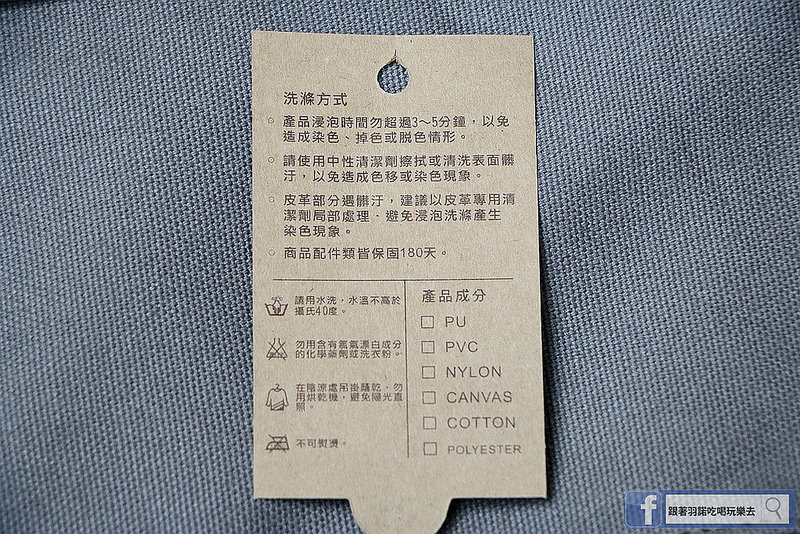 洗滌方式
產品浸泡時間勿超過3～5分鐘，以免
造成染色、掉色或脫色情形。
請使用中性清潔劑擦拭或清洗表面髒
汙，以免造成色移或染色現象。
皮革部分遇髒汙，建議以皮革專用清
潔劑局部處理、避免浸泡洗滌產生
染色現象。
商品配件類皆保固180天。
請用水洗，水溫不高於
攝氏40度。
勿用含有氯氣漂白成分
的化學藥劑或洗衣粉。
在陰涼處吊掛蔭乾，勿
用烘乾機，避免陽光直
照。
不可熨燙。
產品成分
PU
PVC
NYLON
CANVAS
COTTON
POLYESTER
跟著羽諾吃喝玩樂去